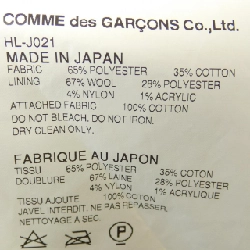 COMME des GARÇONS Co.,Ltd.
HL-J021
MADE IN JAPAN
FABRIC 65% POLYESTER 35% COTTON
LINING 67% WOOL 28% POLYESTER
4% NYLON 1% ACRYLIC
ATTACHED FABRIC 100% COTTON
DO NOT BLEACH. DO NOT IRON.
DRY CLEAN ONLY.
FABRIQUE AU JAPON
TISSU 65% POLYESTER 35% COTON
DOUBLURE 67% LAINE 28% POLYESTER
4% NYLON 1% ACRYLIQUE
TISSU AJOUTE 100% COTON
JAVEL INTERDIT. NE PAS REPASSER.
NETTOYAGE A SEC.
P